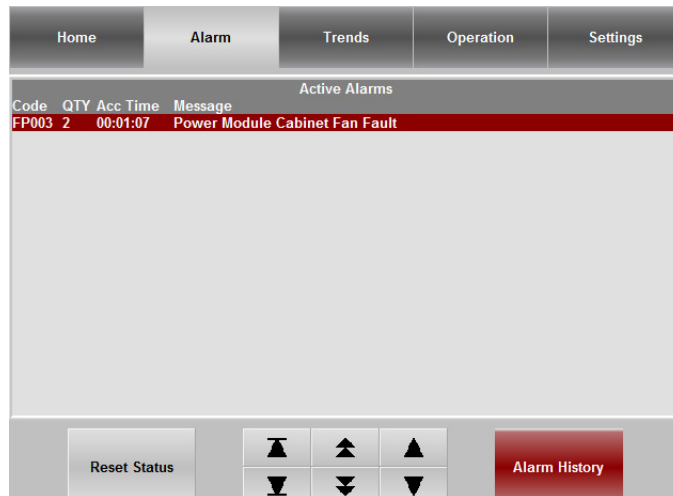 Home Alarm Trends Operation Settings
Active Alarms
Code QTY Acc Time Message
FP003 2 00:01:07 Power Module Cabinet Fan Fault
Reset Status Alarm History